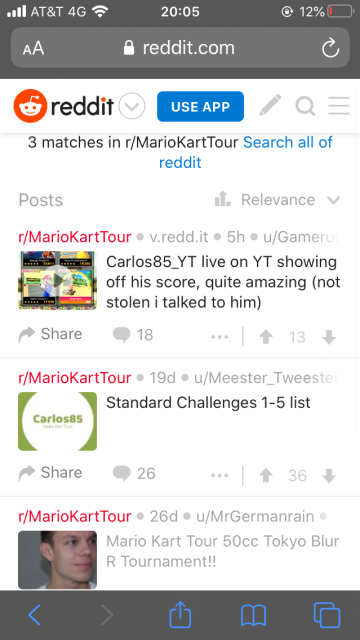 AT&T 4G 20:05 12%
AA reddit.com
reddit USE APP
3 matches in r/MarioKartTour Search all of
reddit
Posts Relevance
r/MarioKartTour • v.redd.it • 5h • u/Gamerur
Carlos85_YT live on YT showing
off his score, quite amazing (not
stolen i talked to him)
Share 18 ... 13
r/MarioKartTour • 19d • u/Meester_Tweester
Carlos85
Standard Challenges 1-5 list
Share 26 ... 36
r/MarioKartTour • 26d • u/MrGermanrain •
Mario Kart Tour 50cc Tokyo Blur
R Tournament!!